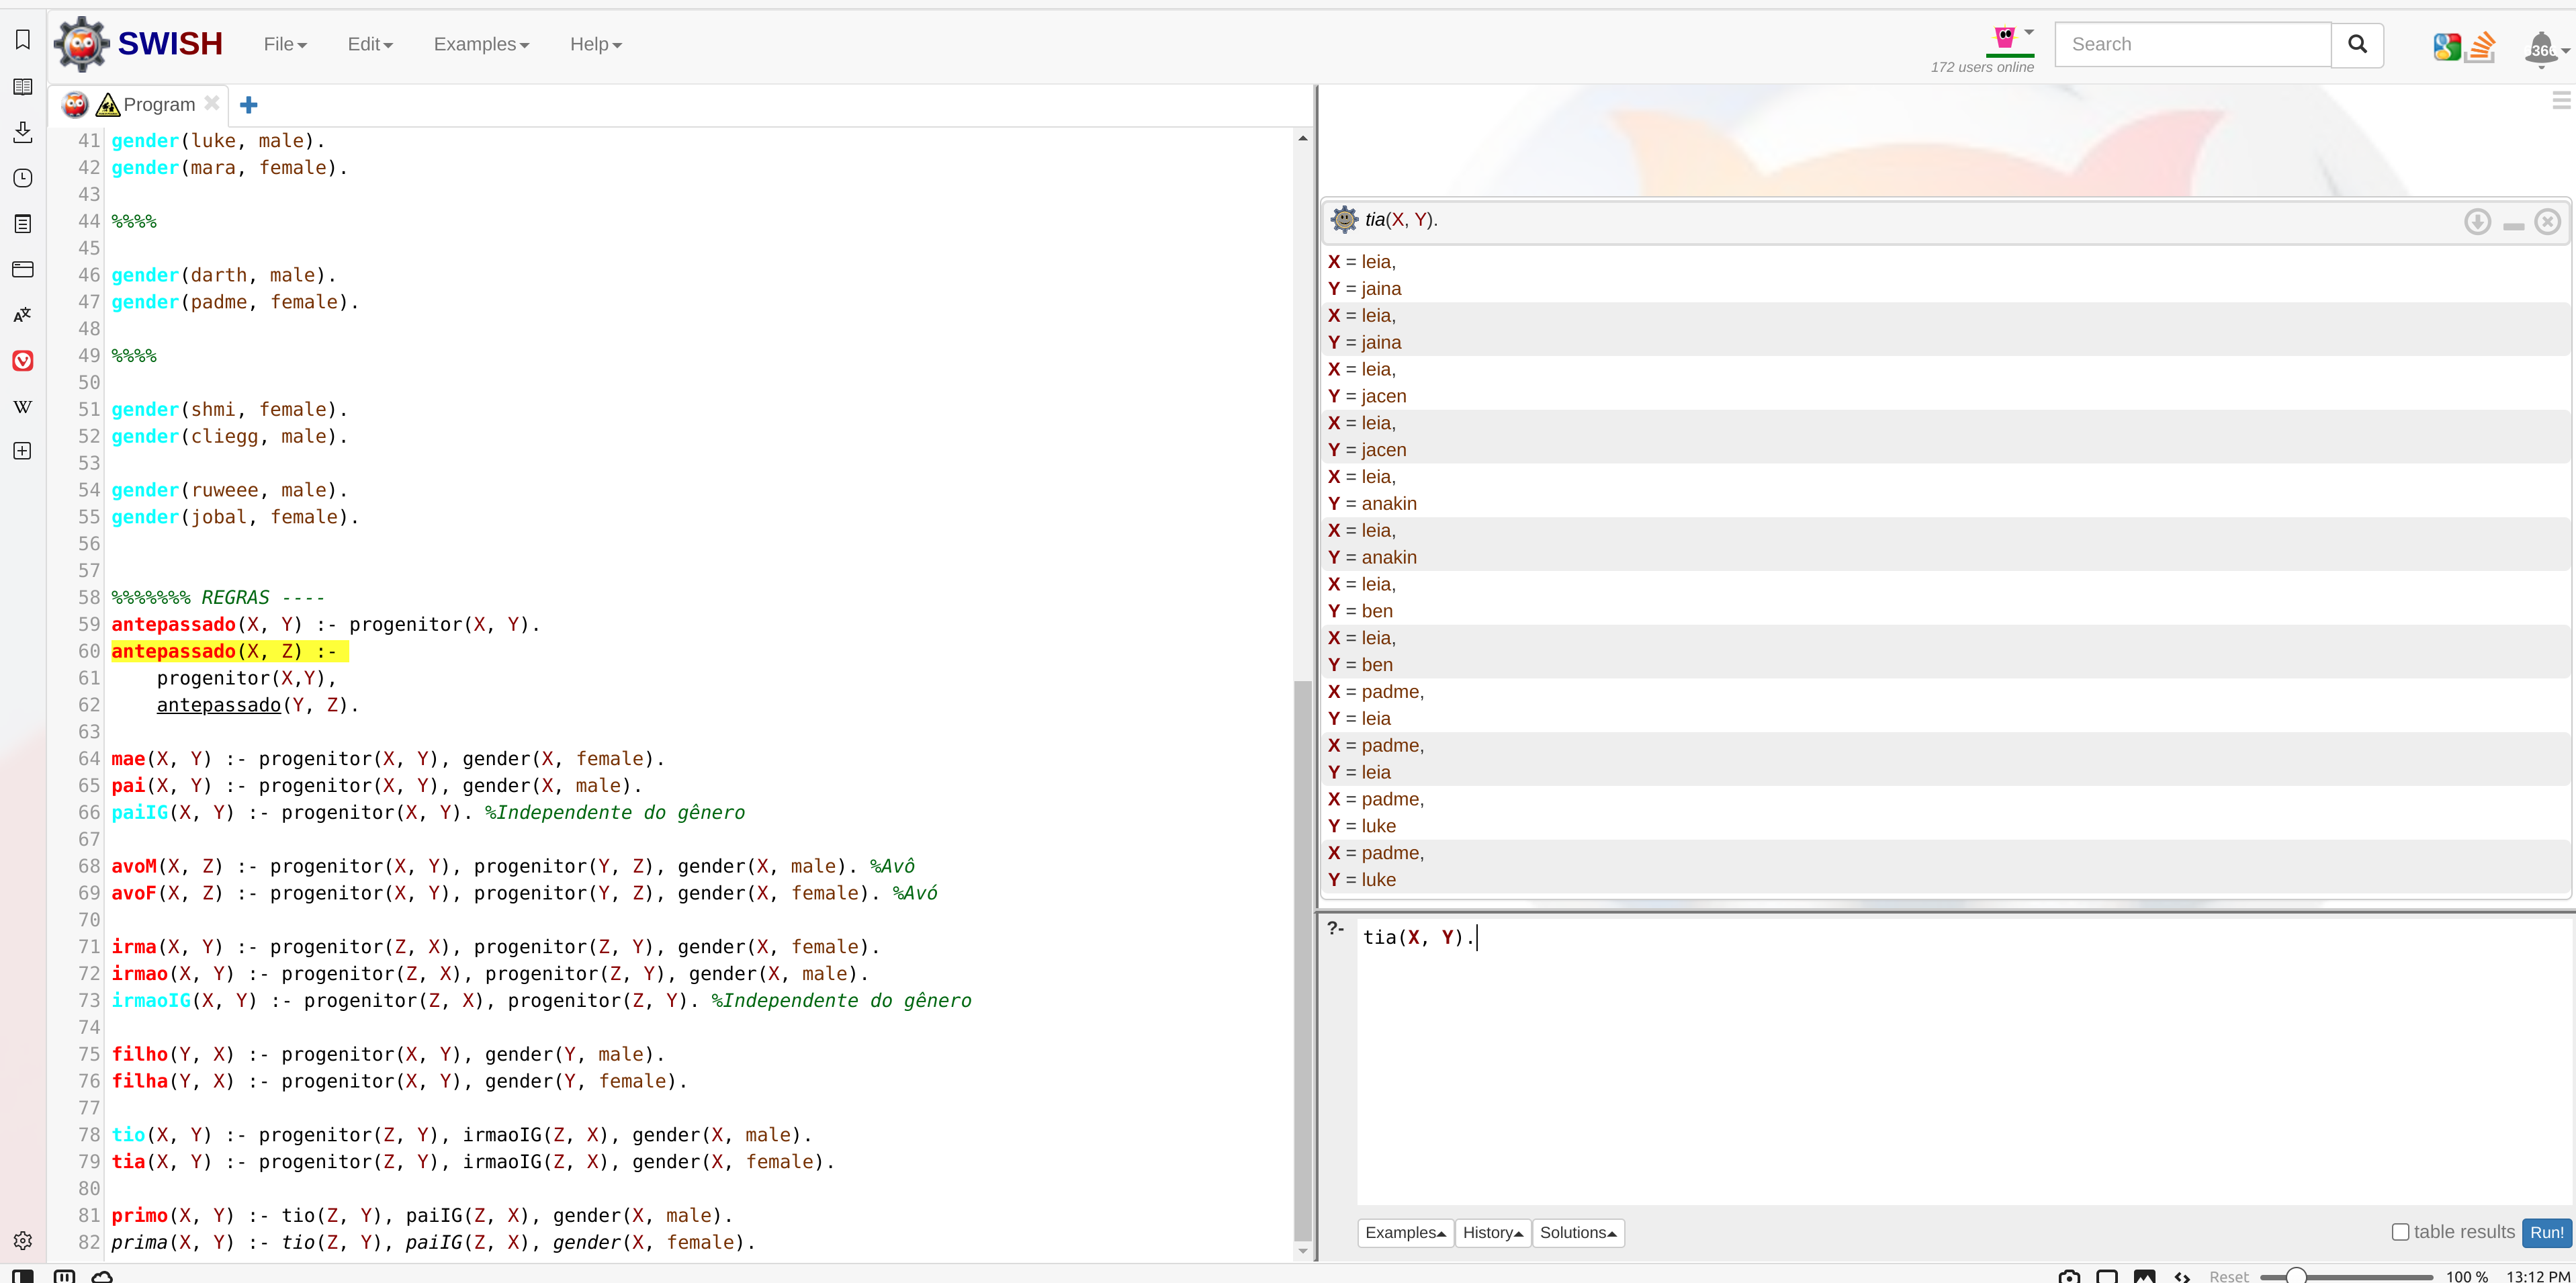 SWISH File Edit Examples Help
172 users online
Search
366
Program
41 gender(luke, male).
42 gender(mara, female).
43
44 %%%%
45
46 gender(darth, male).
47 gender(padme, female).
48
49 %%%%
50
51 gender(shmi, female).
52 gender(cliegg, male).
53
54 gender(ruweee, male).
55 gender(jobal, female).
56
57
58 %%%%%%% REGRAS ----
59 antepassado(X, Y) :- progenitor(X, Y).
60 antepassado(X, Z) :-
61 progenitor(X,Y),
62 antepassado(Y, Z).
63
64 mae(X, Y) :- progenitor(X, Y), gender(X, female).
65 pai(X, Y) :- progenitor(X, Y), gender(X, male).
66 paiIG(X, Y) :- progenitor(X, Y). %Independente do gênero
67
68 avoM(X, Z) :- progenitor(X, Y), progenitor(Y, Z), gender(X, male). %Avô
69 avoF(X, Z) :- progenitor(X, Y), progenitor(Y, Z), gender(X, female). %Avó
70
71 irma(X, Y) :- progenitor(Z, X), progenitor(Z, Y), gender(X, female).
72 irmao(X, Y) :- progenitor(Z, X), progenitor(Z, Y), gender(X, male).
73 irmaoIG(X, Y) :- progenitor(Z, X), progenitor(Z, Y). %Independente do gênero
74
75 filho(Y, X) :- progenitor(X, Y), gender(Y, male).
76 filha(Y, X) :- progenitor(X, Y), gender(Y, female).
77
78 tio(X, Y) :- progenitor(Z, Y), irmaoIG(Z, X), gender(X, male).
79 tia(X, Y) :- progenitor(Z, Y), irmaoIG(Z, X), gender(X, female).
80
81 primo(X, Y) :- tio(Z, Y), paiIG(Z, X), gender(X, male).
82 prima(X, Y) :- tio(Z, Y), paiIG(Z, X), gender(X, female).
tia(X, Y).
X = leia,
Y = jaina
X = leia,
Y = jaina
X = leia,
Y = jacen
X = leia,
Y = jacen
X = leia,
Y = anakin
X = leia,
Y = anakin
X = leia,
Y = ben
X = leia,
Y = ben
X = padme,
Y = leia
X = padme,
Y = leia
X = padme,
Y = luke
X = padme,
Y = luke
?- tia(X, Y).
Examples History Solutions
table results Run!
Reset 100 % 13:12 PM